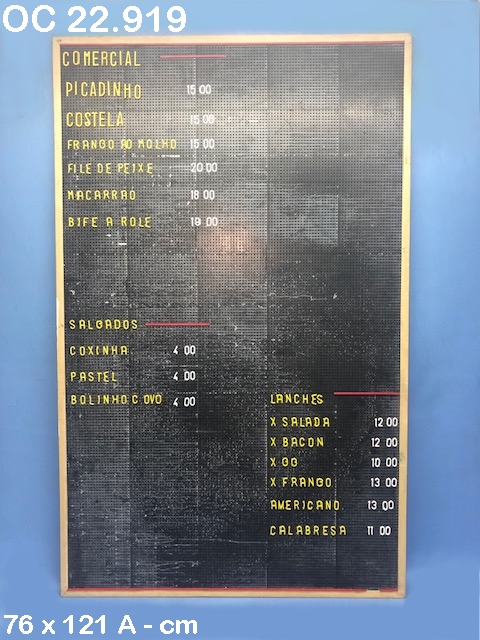 OC 22.919
COMERCIAL
PICADINHO 15 00
COSTELA 15 00
FRANGO AO MOLHO 15 00
FILE DE PEIXE 20 00
MACARRAO 18 00
BIFE A ROLE 19 00
SALGADOS
COXINHA 4 00
PASTEL 4 00
BOLINHO C OVO 4 00
LANCHES
X SALADA 12 00
X BACON 12 00
X GG 10 00
X FRANGO 13 00
AMERICANO 13 00
CALABRESA 11 00
76 x 121 A - cm